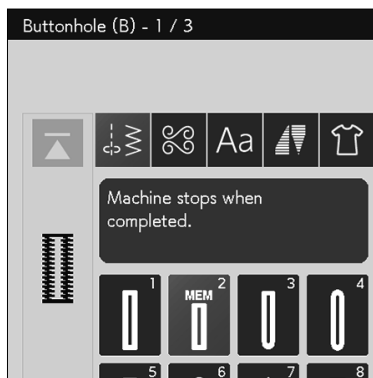 Buttonhole (B) - 1 / 3
Aa
Machine stops when
completed.
1
MEM 2
3
4
5
6
7
8